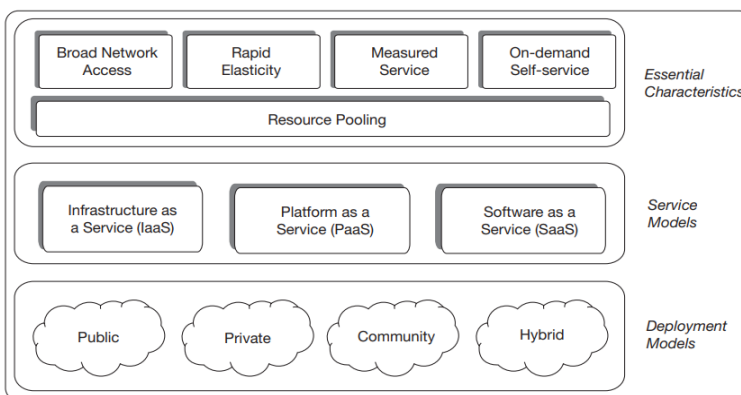 Broad Network
Access
Rapid
Elasticity
Measured
Service
On-demand
Self-service
Essential
Characteristics
Resource Pooling
Infrastructure as
a Service (IaaS)
Platform as a
Service (PaaS)
Software as a
Service (SaaS)
Service
Models
Public
Private
Community
Hybrid
Deployment
Models